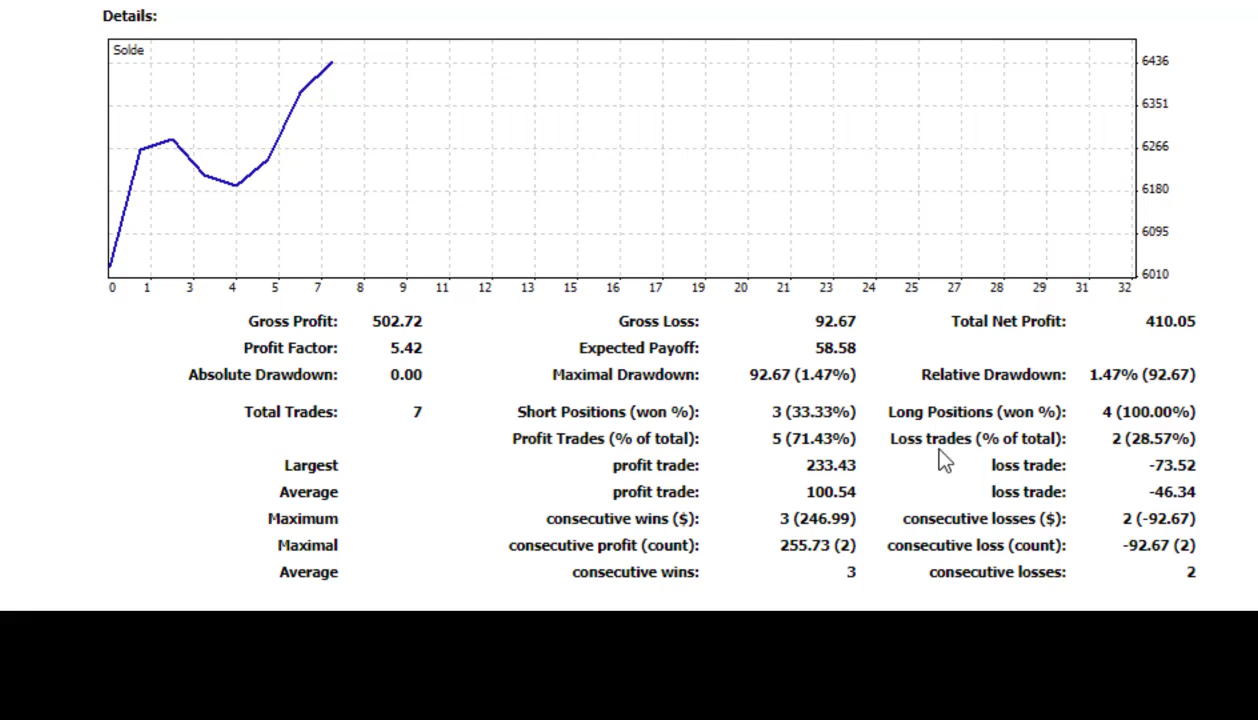 Details:
Solde
6436
6351
6266
6180
6095
6010
0 1 3 4 5 7 8 9 11 12 13 15 16 17 19 20 21 23 24 25 27 28 29 31 32
Gross Profit: 502.72 Gross Loss: 92.67 Total Net Profit: 410.05
Profit Factor: 5.42 Expected Payoff: 58.58
Absolute Drawdown: 0.00 Maximal Drawdown: 92.67 (1.47%) Relative Drawdown: 1.47% (92.67)
Total Trades: 7 Short Positions (won %): 3 (33.33%) Long Positions (won %): 4 (100.00%)
Profit Trades (% of total): 5 (71.43%) Loss trades (% of total): 2 (28.57%)
Largest profit trade: 233.43 loss trade: -73.52
Average profit trade: 100.54 loss trade: -46.34
Maximum consecutive wins ($): 3 (246.99) consecutive losses ($): 2 (-92.67)
Maximal consecutive profit (count): 255.73 (2) consecutive loss (count): -92.67 (2)
Average consecutive wins: 3 consecutive losses: 2